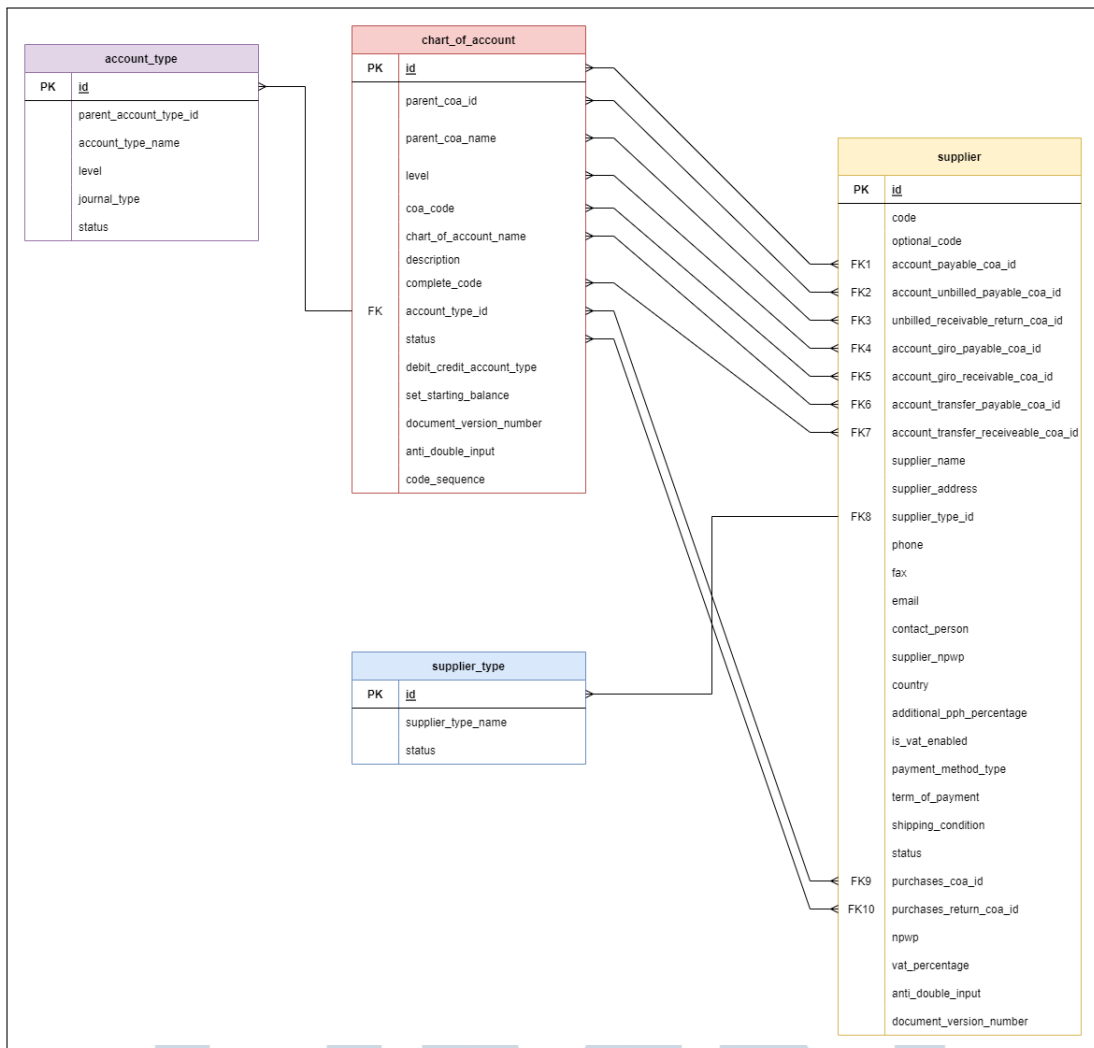 account_type
PK id
parent_account_type_id
account_type_name
level
journal_type
status
chart_of_account
PK id
parent_coa_id
parent_coa_name
level
coa_code
chart_of_account_name
description
complete_code
FK account_type_id
status
debit_credit_account_type
set_starting_balance
document_version_number
anti_double_input
code_sequence
supplier_type
PK id
supplier_type_name
status
supplier
PK id
code
optional_code
FK1 account_payable_coa_id
FK2 account_unbilled_payable_coa_id
FK3 unbilled_receivable_return_coa_id
FK4 account_giro_payable_coa_id
FK5 account_giro_receivable_coa_id
FK6 account_transfer_payable_coa_id
FK7 account_transfer_receiveable_coa_id
supplier_name
supplier_address
FK8 supplier_type_id
phone
fax
email
contact_person
supplier_npwp
country
additional_pph_percentage
is_vat_enabled
payment_method_type
term_of_payment
shipping_condition
status
FK9 purchases_coa_id
FK10 purchases_return_coa_id
npwp
vat_percentage
anti_double_input
document_version_number